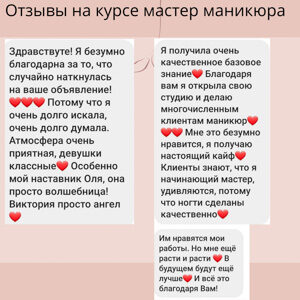 Отзывы на курсе мастер маникюра
Здравствуте! Я безумно
благодарна за то, что
случайно наткнулась
на ваше объявление!
❤❤❤ Потому что я
очень долго искала,
очень долго думала.
Атмосфера очень
приятная, девушки
классные❤ Особенно
мой наставник Оля, она
просто волшебница!
Виктория просто ангел
❤
Я получила очень
качественное базовое
знание❤ Благодаря
вам я открыла свою
студию и делаю
многочисленным
клиентам маникюр❤
❤❤ Мне это безумно
нравится, я получаю
настоящий кайф❤
Клиенты знают, что я
начинающий мастер,
удивляются, потому
что ногти сделаны
качественно❤
Им нравятся мои
работы. Но мне ещё
расти и расти ❤ В
будущем будут ещё
лучше❤ И всё это
благодаря Вам!